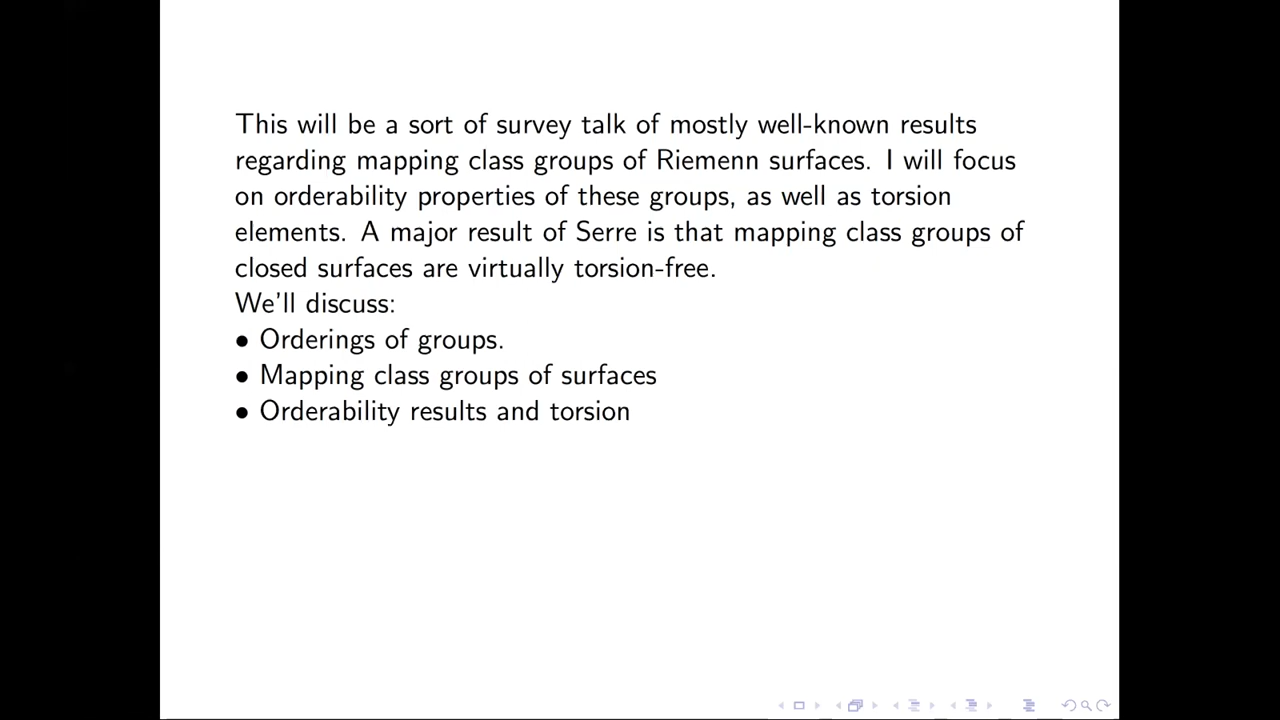 This will be a sort of survey talk of mostly well-known results
regarding mapping class groups of Riemenn surfaces. I will focus
on orderability properties of these groups, as well as torsion
elements. A major result of Serre is that mapping class groups of
closed surfaces are virtually torsion-free.
We'll discuss:
• Orderings of groups.
• Mapping class groups of surfaces
• Orderability results and torsion